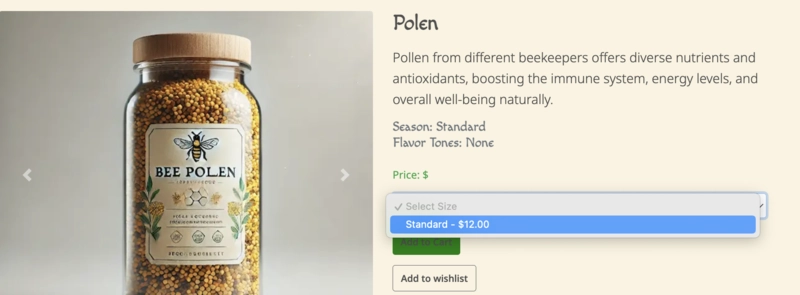 Polen
Pollen from different beekeepers offers diverse nutrients and
antioxidants, boosting the immune system, energy levels, and
overall well-being naturally.
Season: Standard
Flavor Tones: None
Price: $
✓ Select Size
Standard - $12.00
Add to Cart
Add to wishlist
BEE POLEN